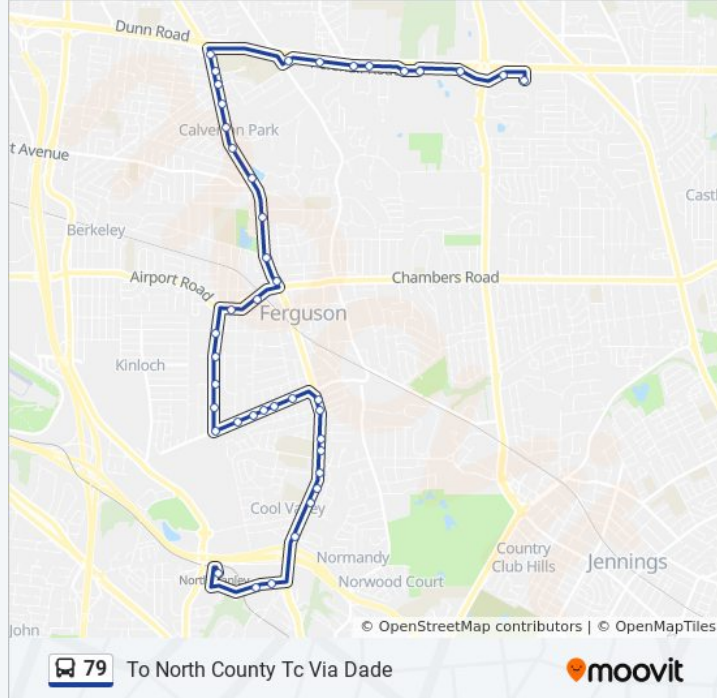 Dunn Road
Calverton Park
t Avenue
Cast
Berkeley
Airport Road
Chambers Road
Ferguson
Kinloch
Cool Valley
Normandy
Country
Club Hills
Jennings
Norwood Court
John
© OpenStreetMap contributors | © OpenMapTiles
79 To North County Tc Via Dade
moovit